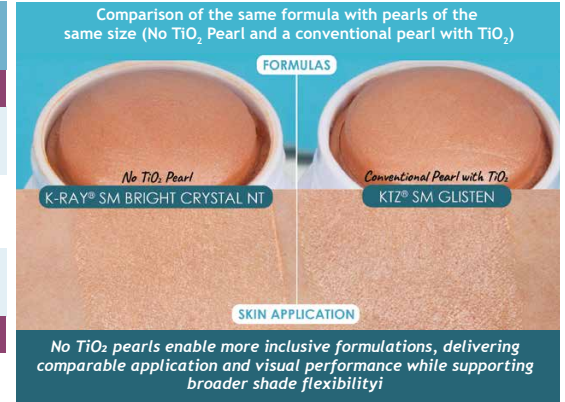 Comparison of the same formula with pearls of the
same size (No TiO₂ Pearl and a conventional pearl with TiO₂)
FORMULAS
No TiO₂ Pearl
K-RAY® SM BRIGHT CRYSTAL NT
Conventional Pearl with TiO₂
KTZ® SM GLISTEN
SKIN APPLICATION
No TiO₂ pearls enable more inclusive formulations, delivering
comparable application and visual performance while supporting
broader shade flexibilityi